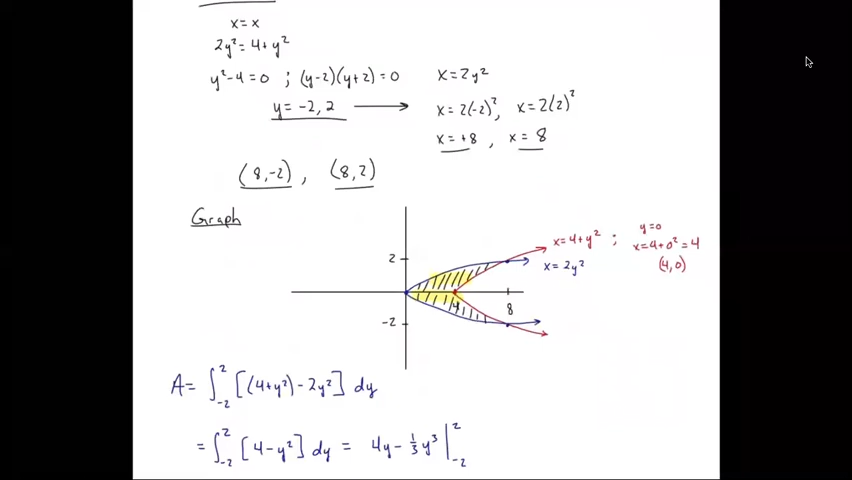 x=x
2y²=4+y²
y²-4=0 ; (y-2)(y+2)=0 x=2y²
y=-2,2 → x=2(-2)², x=2(2)²
x=+8 , x=8
(8,-2) , (8,2)
Graph
2
-2
4
8
x=4+y² ; y=0
x=2y² x=4+0²=4
(4,0)
A= ∫₋₂² [(4+y²)-2y²] dy
= ∫₋₂² [4-y²] dy = 4y-⅓y³ |₋₂²